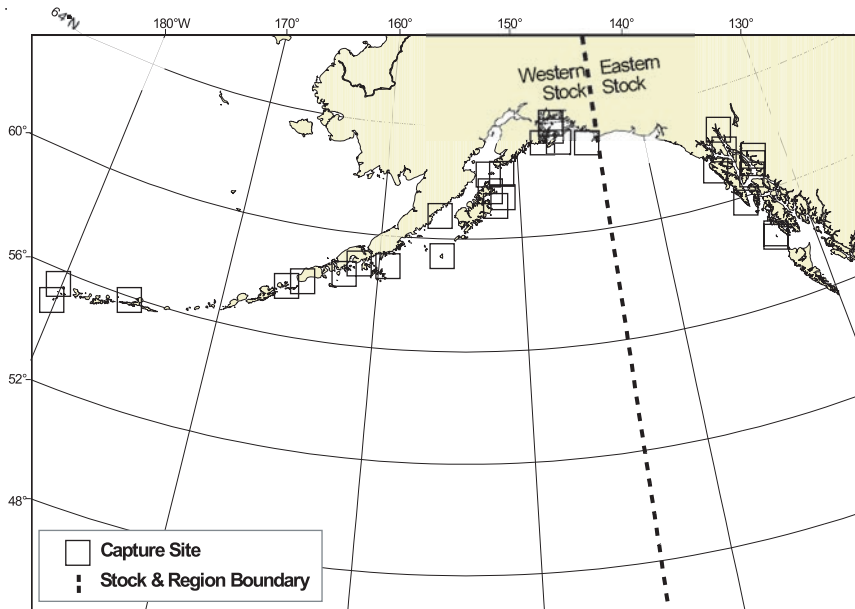 64°N
180°W
170°
160°
150°
140°
130°
Western
Stock
Eastern
Stock
60°
56°
52°
48°
Capture Site
Stock & Region Boundary